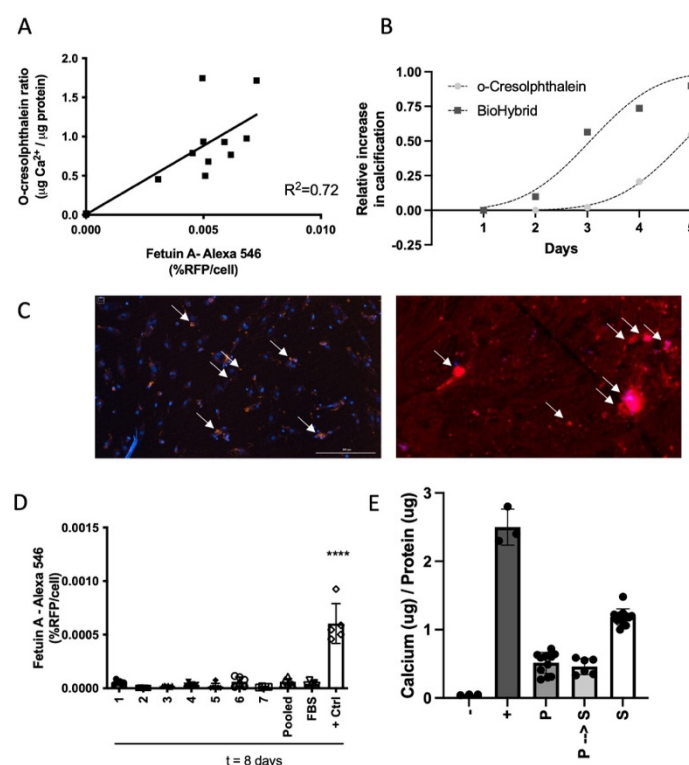 A
O-cresolphthalein ratio
(µg Ca2+ / µg protein)
2.0
1.5
1.0
0.5
0.0
0.000
0.005
0.010
R2=0.72
Fetuin A- Alexa 546
(%RFP/cell)
B
Relative increase
in calcification
1.00
0.75
0.50
0.25
0.00
-0.25
o-Cresolphthalein
BioHybrid
1
2
3
4
5
Days
C
D
Fetuin A - Alexa 546
(%RFP/cell)
0.0015
0.0010
0.0005
0.0000
****
1
2
3
4
5
6
7
Pooled
FBS
+ Ctrl
t = 8 days
E
Calcium (ug) / Protein (ug)
3
2
1
0
-
+
P
P --> S
S